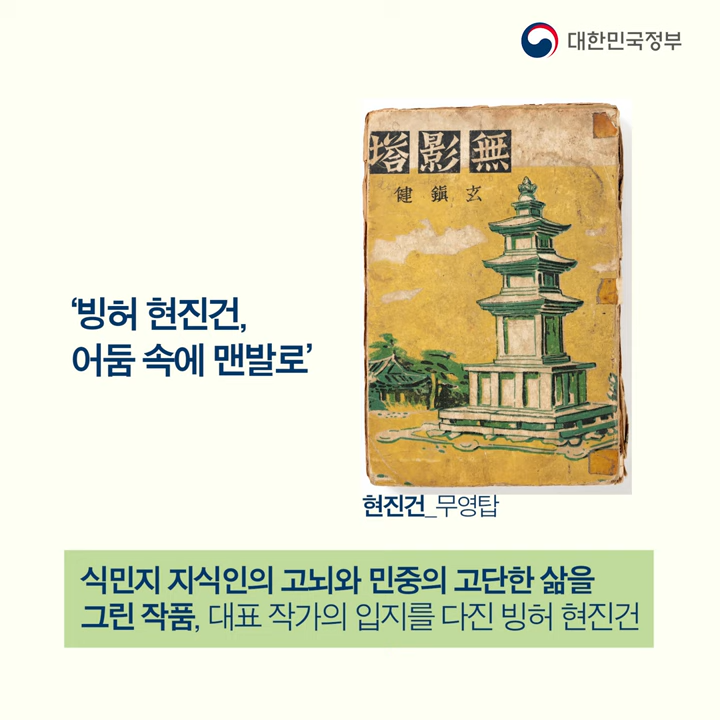 대한민국정부
無影塔
玄鎭健
‘빙허 현진건,
어둠 속에 맨발로’
현진건_무영탑
식민지 지식인의 고뇌와 민중의 고단한 삶을
그린 작품, 대표 작가의 입지를 다진 빙허 현진건